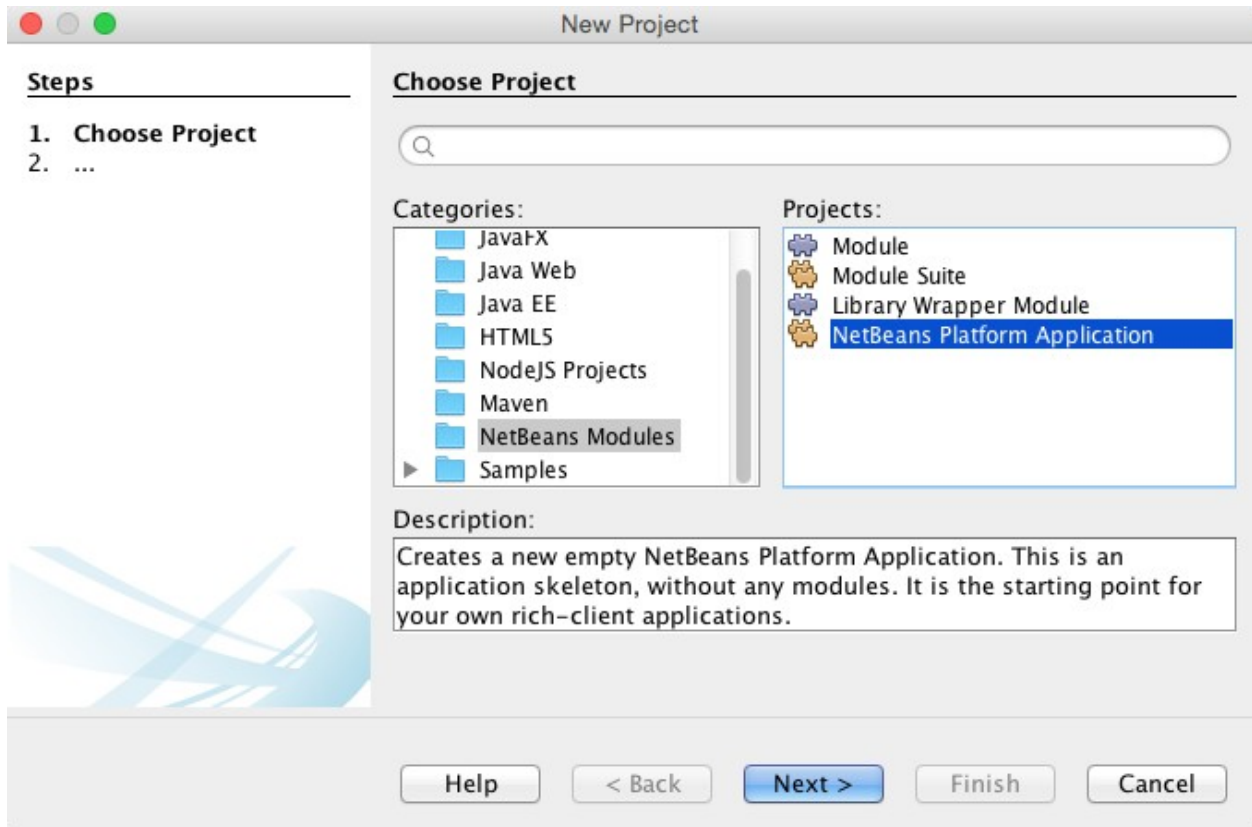 New Project
Steps
1. Choose Project
2. ...
Choose Project
Categories:
JavaFX
Java Web
Java EE
HTML5
NodeJS Projects
Maven
NetBeans Modules
Samples
Projects:
Module
Module Suite
Library Wrapper Module
NetBeans Platform Application
Description:
Creates a new empty NetBeans Platform Application. This is an
application skeleton, without any modules. It is the starting point for
your own rich-client applications.
Help
< Back
Next >
Finish
Cancel